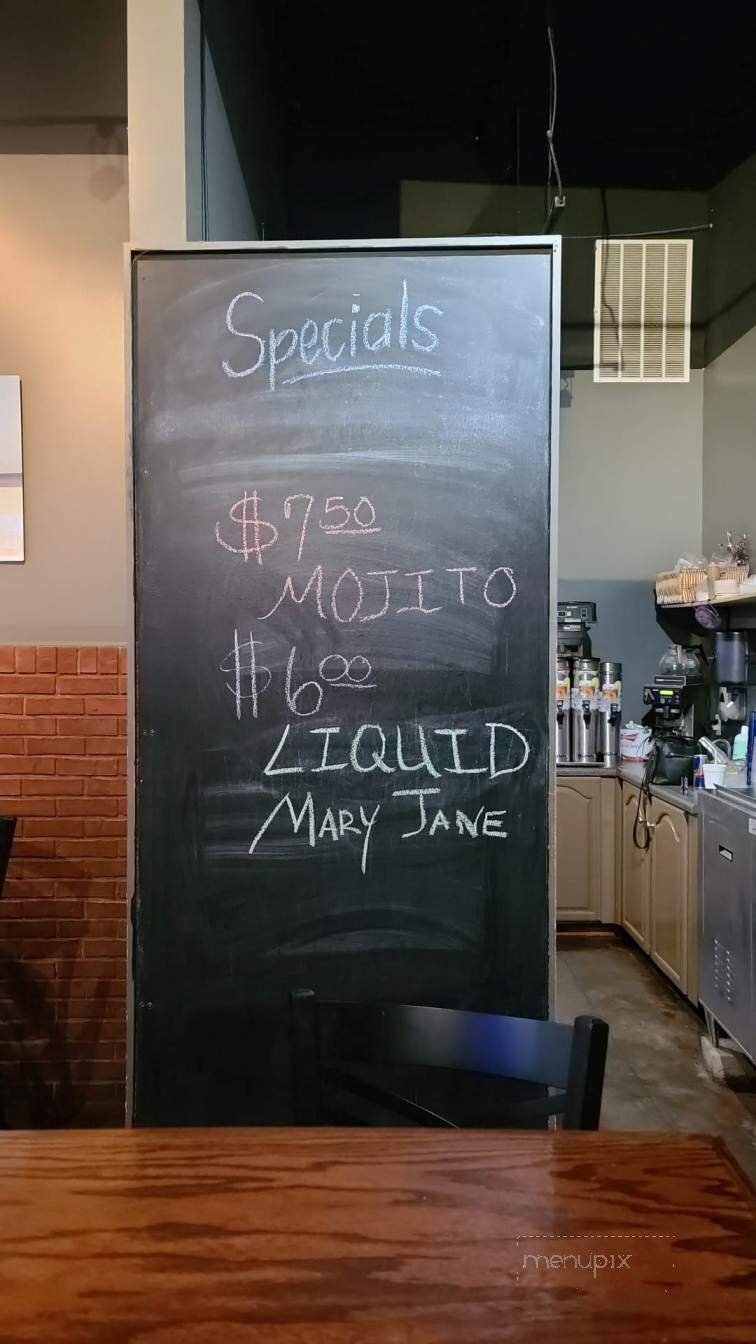 Specials
$7.50
MOJITO
$6.00
LIQUID
MARY JANE
menupix